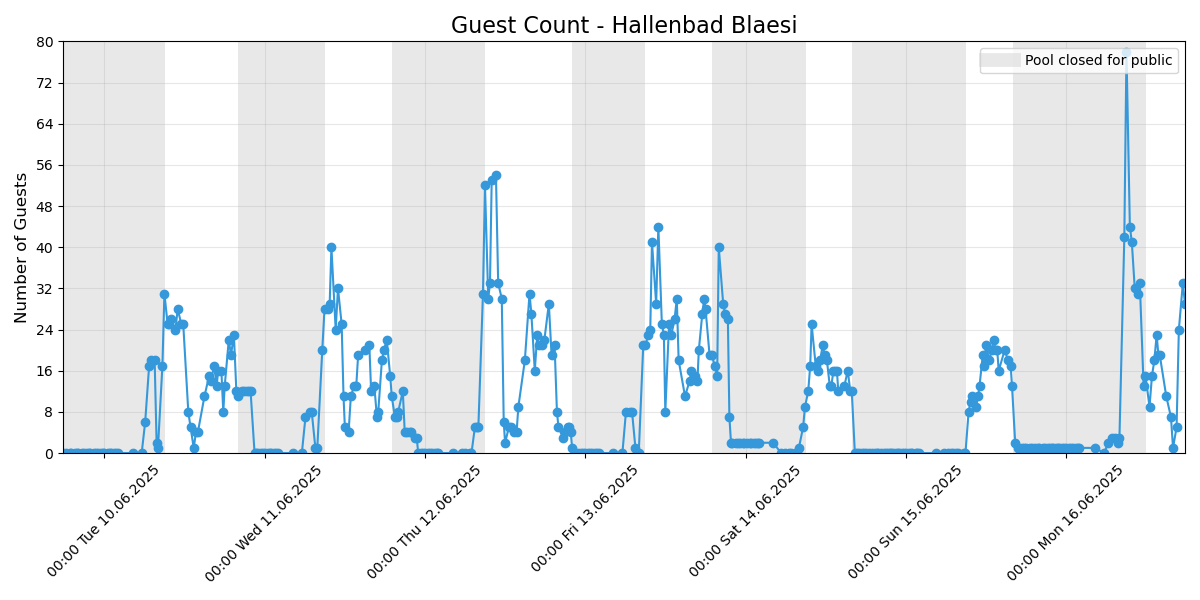 Guest Count - Hallenbad Blaesi
Pool closed for public
Number of Guests
80
72
64
56
48
40
32
24
16
8
0
00:00 Tue 10.06.2025
00:00 Wed 11.06.2025
00:00 Thu 12.06.2025
00:00 Fri 13.06.2025
00:00 Sat 14.06.2025
00:00 Sun 15.06.2025
00:00 Mon 16.06.2025